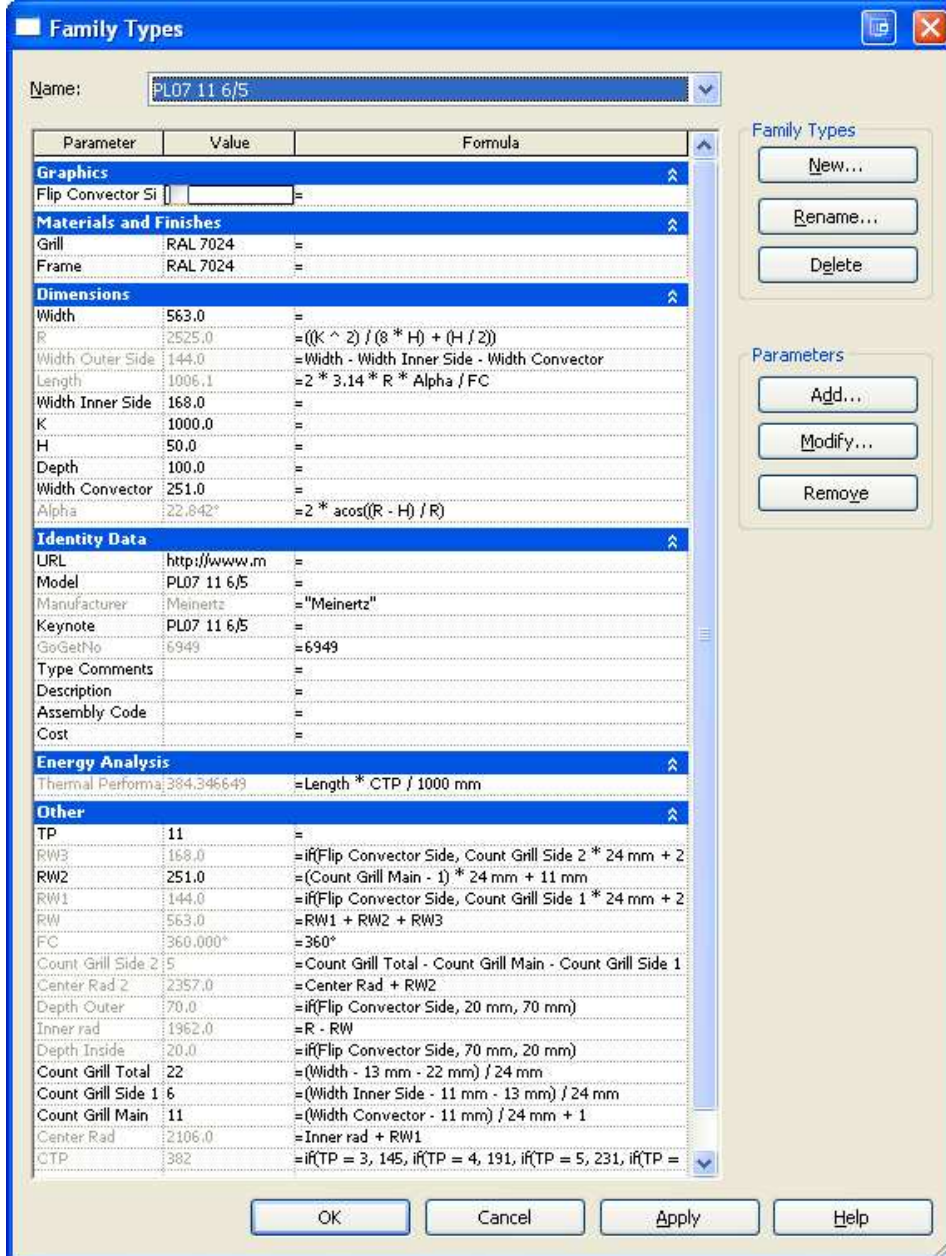 Family Types
Name: PL07 11 6/5
Parameter Value Formula
Graphics
Flip Convector Si =
Materials and Finishes
Grill RAL 7024 =
Frame RAL 7024 =
Dimensions
Width 563.0 =
R 2525.0 =((K ^ 2) / (8 * H) + (H / 2))
Width Outer Side 144.0 =Width - Width Inner Side - Width Convector
Length 1006.1 =2 * 3.14 * R * Alpha / FC
Width Inner Side 168.0 =
K 1000.0 =
H 50.0 =
Depth 100.0 =
Width Convector 251.0 =
Alpha 22.842° =2 * acos((R - H) / R)
Identity Data
URL http://www.m =
Model PL07 11 6/5 =
Manufacturer Meinertz ="Meinertz"
Keynote PL07 11 6/5 =
GoGetNo 6949 =6949
Type Comments =
Description =
Assembly Code =
Cost =
Energy Analysis
Thermal Performa 384.346649 =Length * CTP / 1000 mm
Other
TP 11 =
RW3 168.0 =if(Flip Convector Side, Count Grill Side 2 * 24 mm + 2
RW2 251.0 =(Count Grill Main - 1) * 24 mm + 11 mm
RW1 144.0 =if(Flip Convector Side, Count Grill Side 1 * 24 mm + 2
RW 563.0 =RW1 + RW2 + RW3
FC 360.000° =360°
Count Grill Side 2 5 =Count Grill Total - Count Grill Main - Count Grill Side 1
Center Rad 2 2357.0 =Center Rad + RW2
Depth Outer 70.0 =if(Flip Convector Side, 20 mm, 70 mm)
Inner rad 1962.0 =R - RW
Depth Inside 20.0 =if(Flip Convector Side, 70 mm, 20 mm)
Count Grill Total 22 =(Width - 13 mm - 22 mm) / 24 mm
Count Grill Side 1 6 =(Width Inner Side - 11 mm - 13 mm) / 24 mm
Count Grill Main 11 =(Width Convector - 11 mm) / 24 mm + 1
Center Rad 2106.0 =Inner rad + RW1
CTP 382 =if(TP = 3, 145, if(TP = 4, 191, if(TP = 5, 231, if(TP =
Family Types
New...
Rename...
Delete
Parameters
Add...
Modify...
Remove
OK Cancel Apply Help